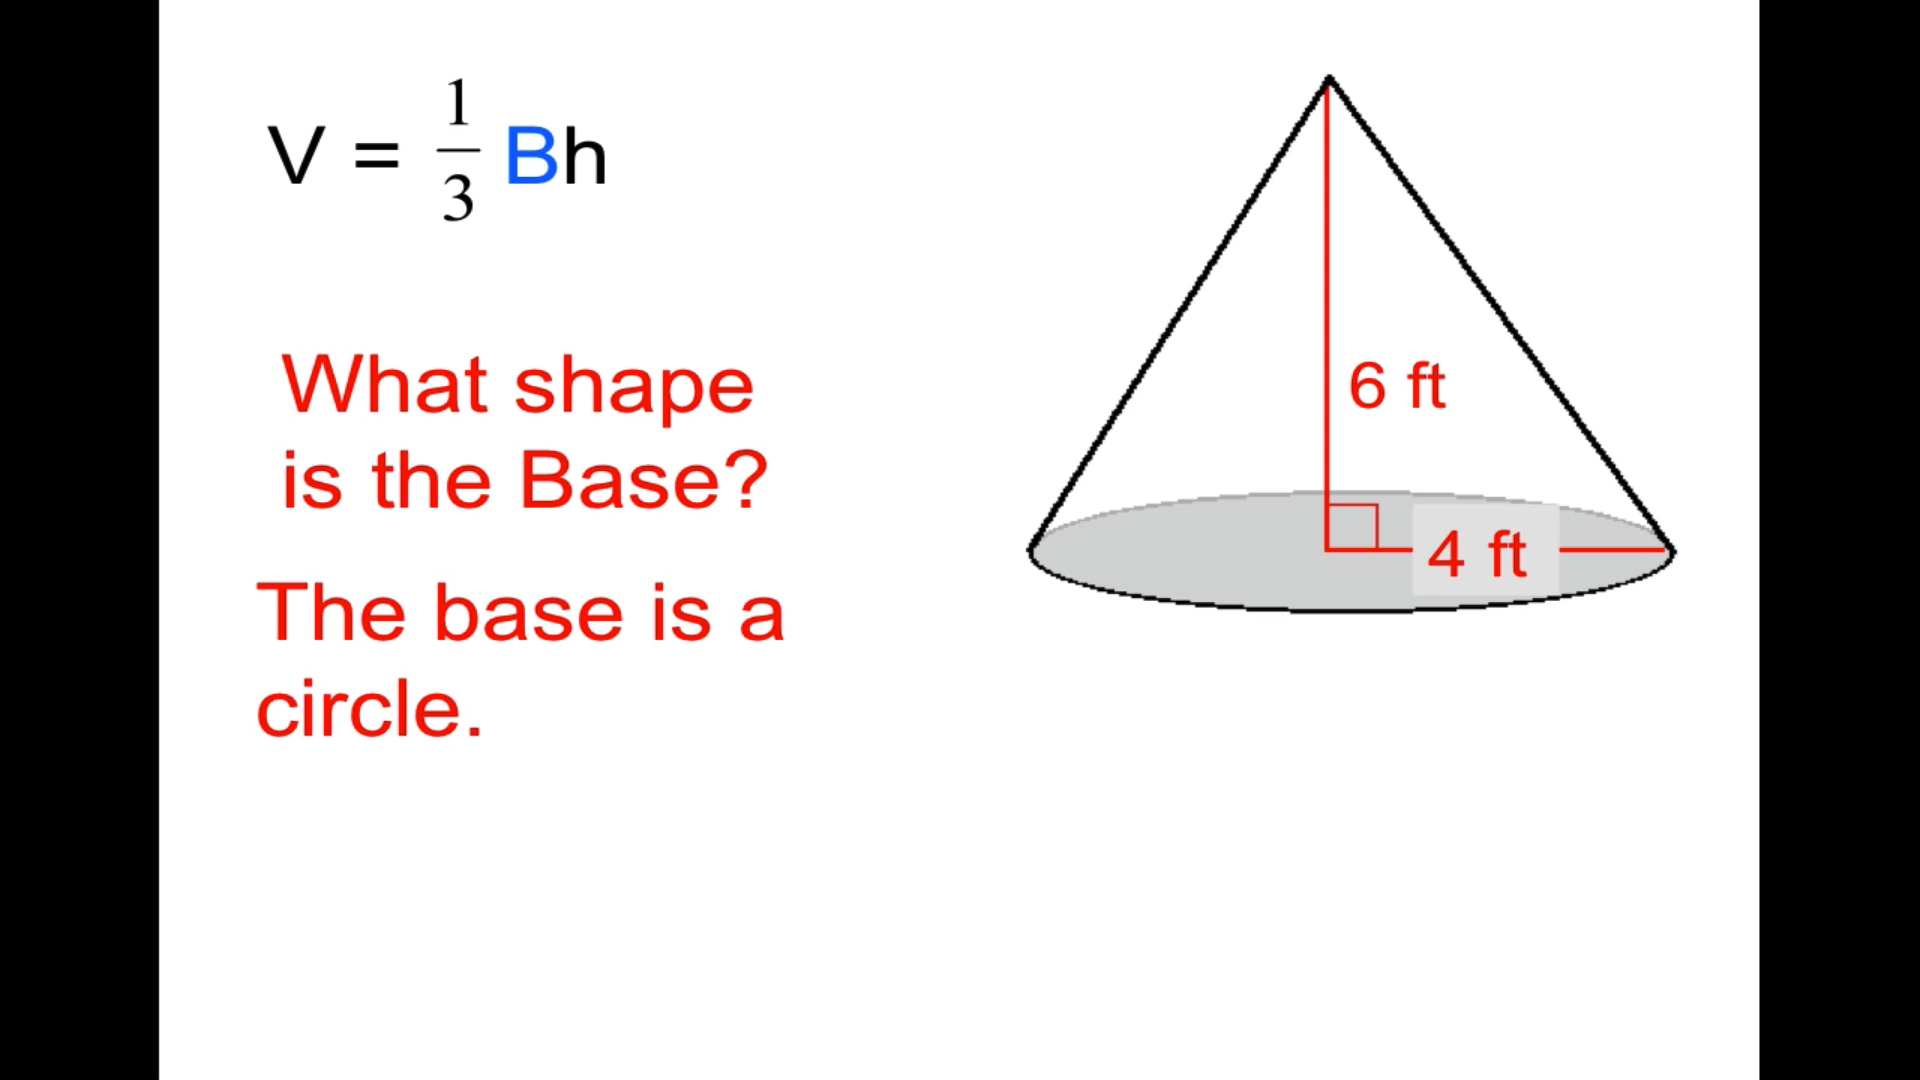 V = 1/3 Bh
What shape
is the Base?
The base is a
circle.
6 ft
4 ft